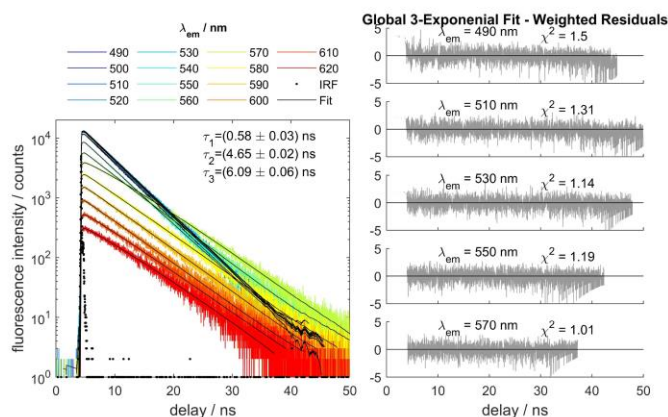 λem / nm
490 530 570 610
500 540 580 620
510 550 590 IRF
520 560 600 Fit
10^4
10^3
10^2
10^1
10^0
fluorescence intensity / counts
τ1=(0.58 ± 0.03) ns
τ2=(4.65 ± 0.02) ns
τ3=(6.09 ± 0.06) ns
0 10 20 30 40 50
delay / ns
Global 3-Exponenial Fit - Weighted Residuals
λem = 490 nm χ² = 1.5
5
0
-5
λem = 510 nm χ² = 1.31
5
0
-5
λem = 530 nm χ² = 1.14
5
0
-5
λem = 550 nm χ² = 1.19
5
0
-5
λem = 570 nm χ² = 1.01
5
0
-5
0 10 20 30 40 50
delay / ns